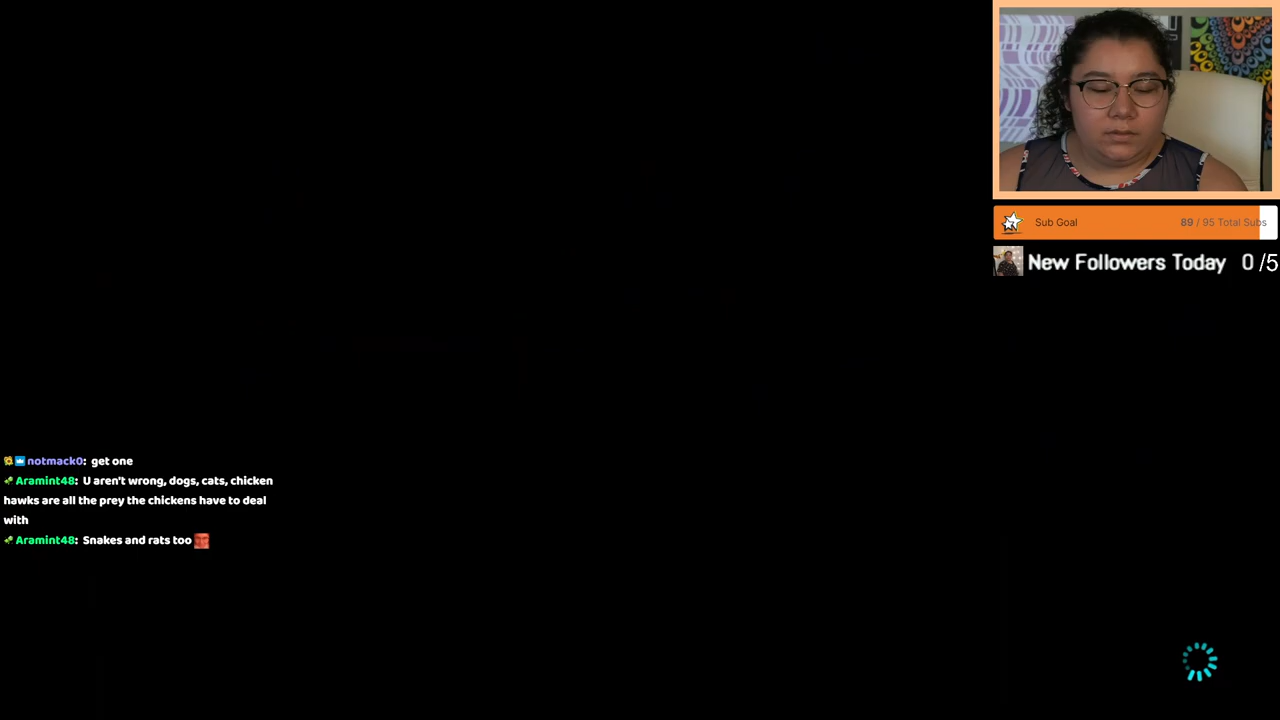 Sub Goal 89 / 95 Total Subs
New Followers Today 0 /5
notmack0: get one
Aramint48: U aren't wrong, dogs, cats, chicken
hawks are all the prey the chickens have to deal
with
Aramint48: Snakes and rats too